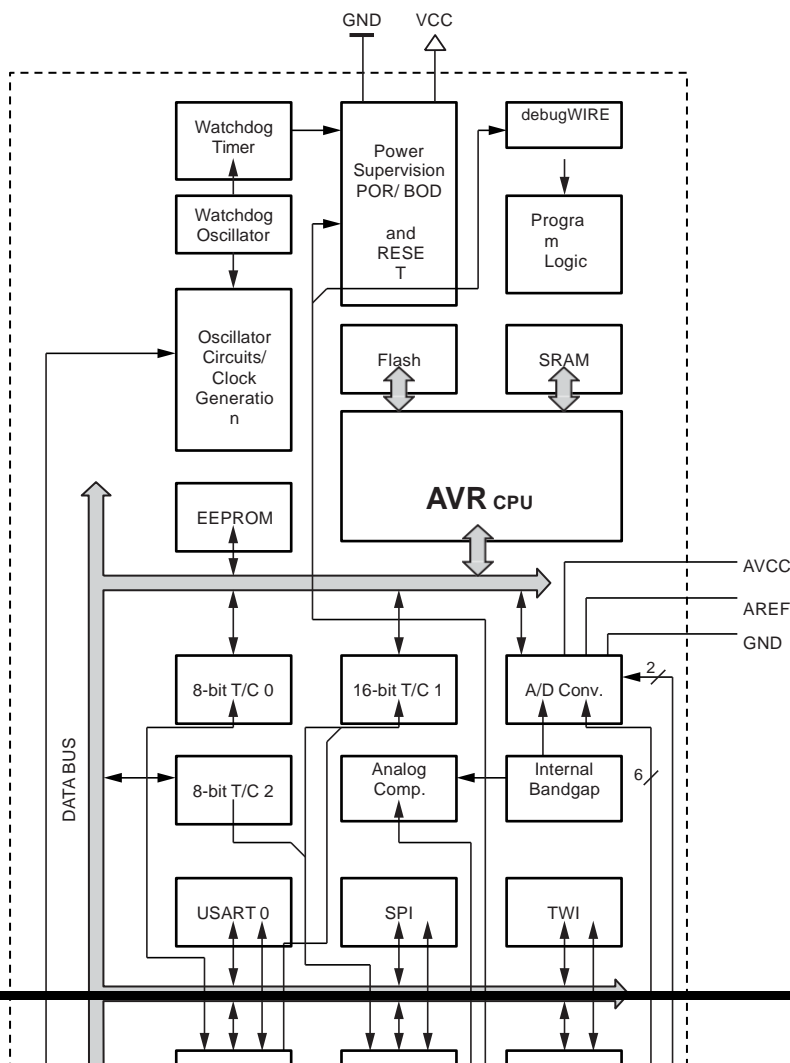 GND
VCC
Watchdog
Timer
Power
Supervision
POR/ BOD
and
RESE
T
debugWIRE
Watchdog
Oscillator
Progra
m
Logic
Oscillator
Circuits/
Clock
Generatio
n
Flash
SRAM
AVR CPU
EEPROM
AVCC
AREF
GND
8-bit T/C 0
16-bit T/C 1
A/D Conv.
2
DATA BUS
8-bit T/C 2
Analog
Comp.
Internal
Bandgap
6
USART 0
SPI
TWI